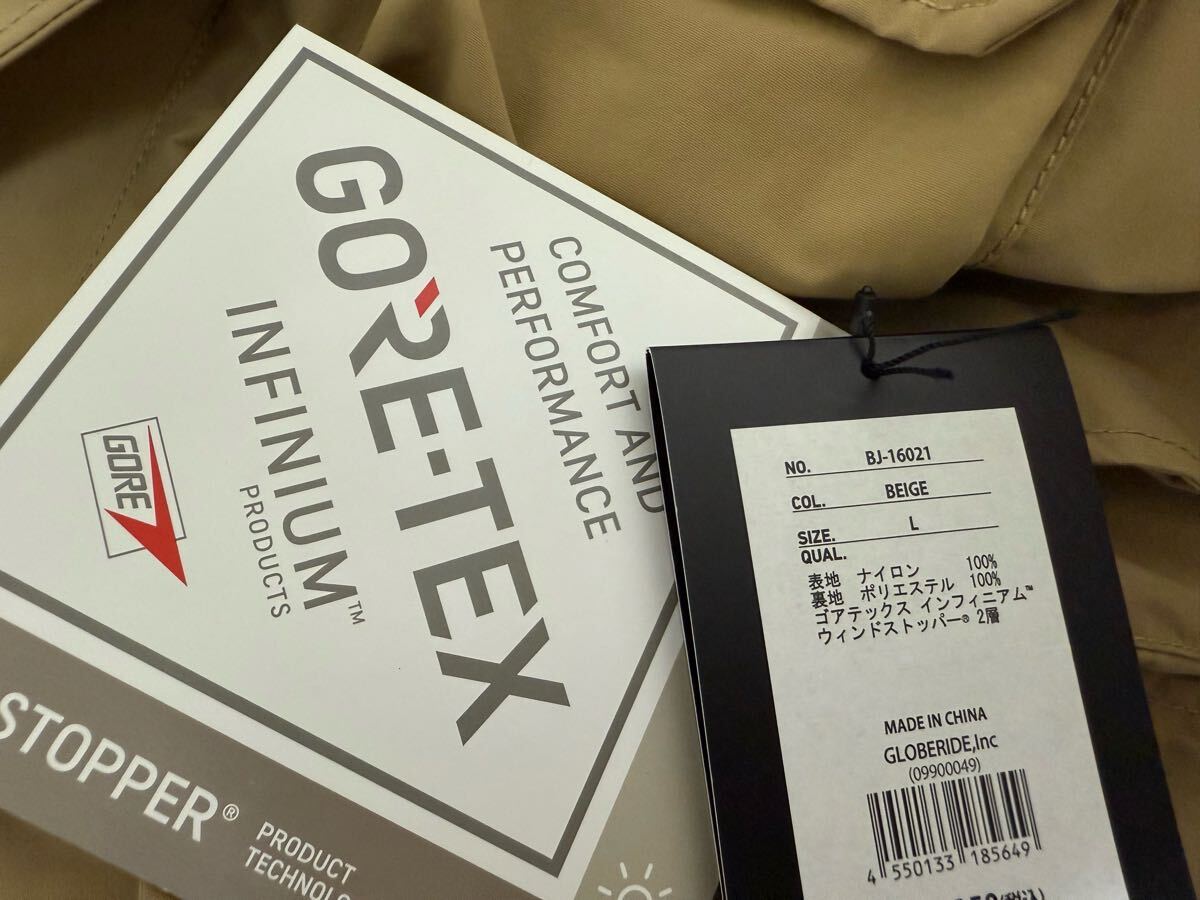 COMFORT AND
PERFORMANCE
GORE-TEX
INFINIUM™
PRODUCTS
GORE
STOPPER®
PRODUCT
NO. BJ-16021
COL. BEIGE
SIZE. L
QUAL.
表地 ナイロン 100%
裏地 ポリエステル 100%
ゴアテックス インフィニアム™
ウィンドストッパー® 2層
MADE IN CHINA
GLOBERIDE,Inc
(09900049)
4 550133 185649